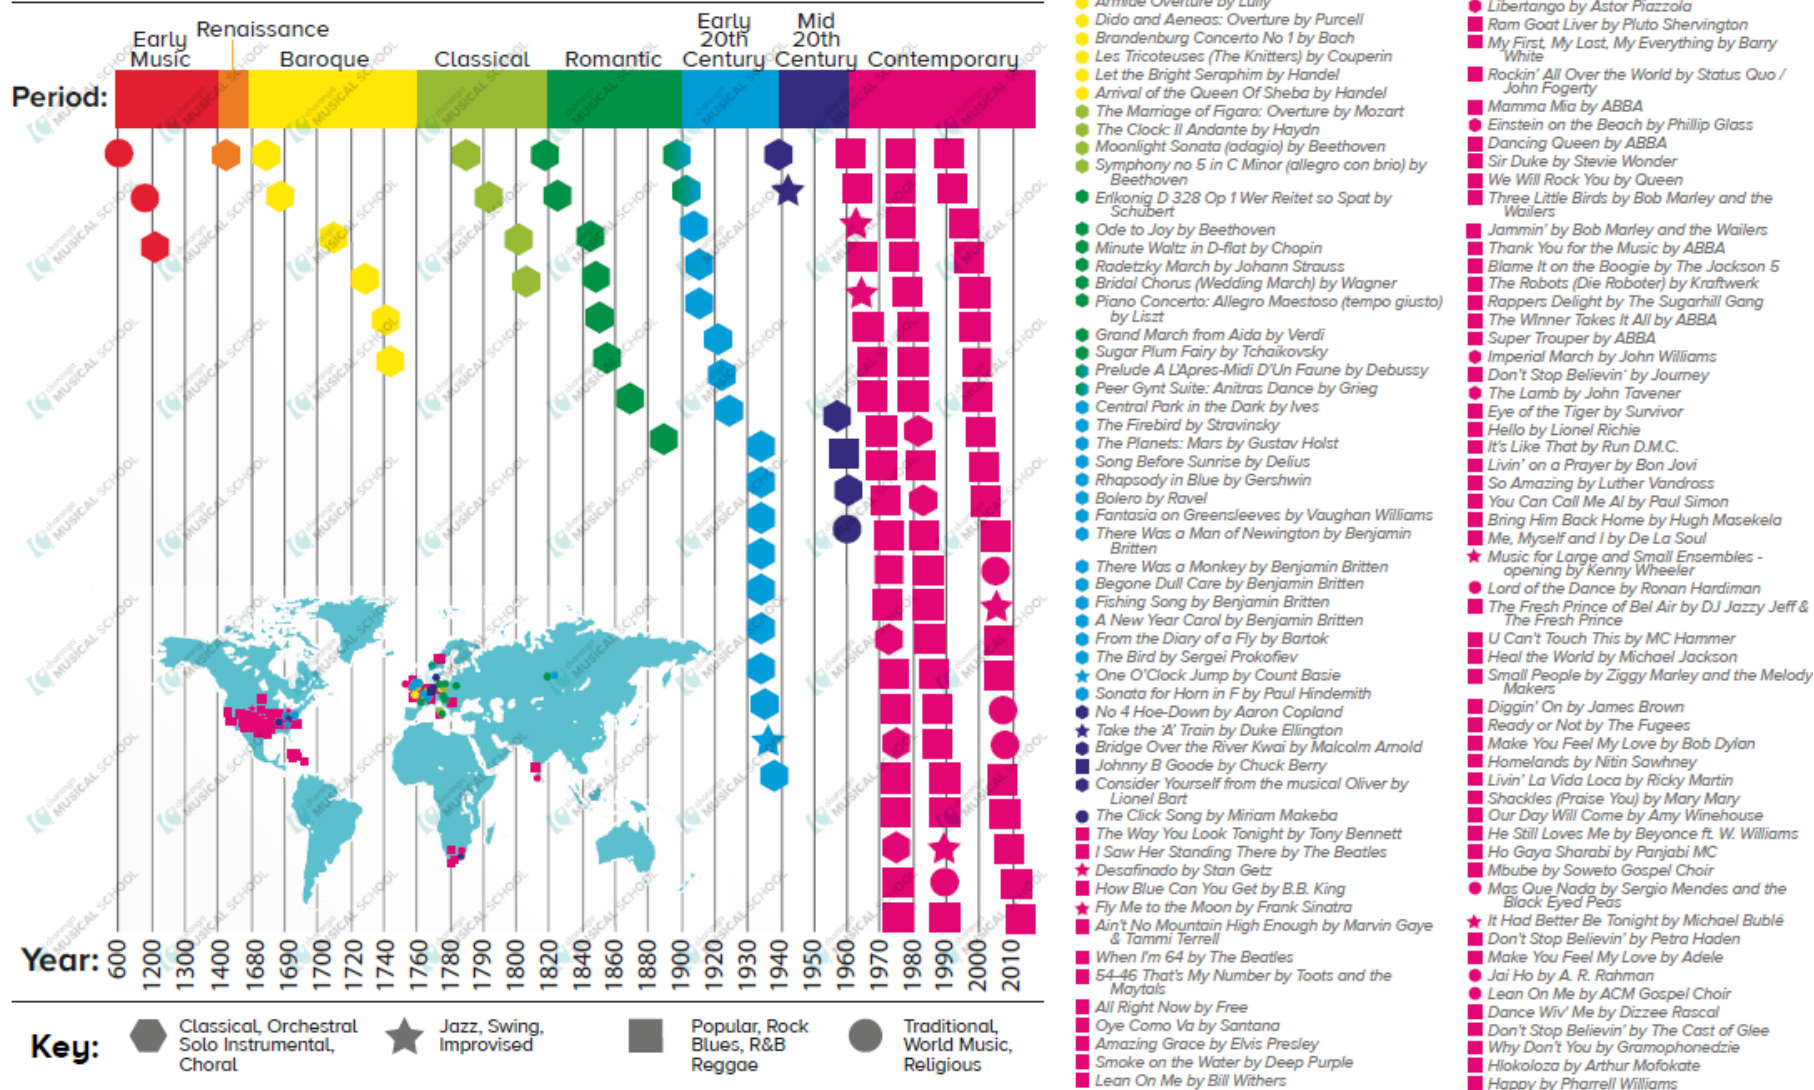 Early
Music
Renaissance
Baroque
Classical
Romantic
Early
20th
Century
Mid
20th
Century
Contemporary
Period:
Year:
600
1200
1300
1400
1680
1690
1700
1720
1740
1760
1780
1790
1800
1820
1840
1860
1880
1900
1920
1930
1940
1950
1960
1970
1980
1990
2000
2010
Key:
Classical, Orchestral
Solo Instrumental,
Choral
Jazz, Swing,
Improvised
Popular, Rock
Blues, R&B
Reggae
Traditional,
World Music,
Religious
Armide Overture by Lully
Dido and Aeneas: Overture by Purcell
Brandenburg Concerto No 1 by Bach
Les Tricoteuses (The Knitters) by Couperin
Let the Bright Seraphim by Handel
Arrival of the Queen Of Sheba by Handel
The Marriage of Figaro: Overture by Mozart
The Clock: II Andante by Haydn
Moonlight Sonata (adagio) by Beethoven
Symphony no 5 in C Minor (allegro con brio) by
Beethoven
Erlkonig D 328 Op 1 Wer Reitet so Spat by
Schubert
Ode to Joy by Beethoven
Minute Waltz in D-flat by Chopin
Radetzky March by Johann Strauss
Bridal Chorus (Wedding March) by Wagner
Piano Concerto: Allegro Maestoso (tempo giusto)
by Liszt
Grand March from Aida by Verdi
Sugar Plum Fairy by Tchaikovsky
Prelude A L'Apres-Midi D'Un Faune by Debussy
Peer Gynt Suite: Anitras Dance by Grieg
Central Park in the Dark by Ives
The Firebird by Stravinsky
The Planets: Mars by Gustav Holst
Song Before Sunrise by Delius
Rhapsody in Blue by Gershwin
Bolero by Ravel
Fantasia on Greensleeves by Vaughan Williams
There Was a Man of Newington by Benjamin
Britten
There Was a Monkey by Benjamin Britten
Begone Dull Care by Benjamin Britten
Fishing Song by Benjamin Britten
A New Year Carol by Benjamin Britten
From the Diary of a Fly by Bartok
The Bird by Sergei Prokofiev
One O'Clock Jump by Count Basie
Sonata for Horn in F by Paul Hindemith
No 4 Hoe-Down by Aaron Copland
Take the 'A' Train by Duke Ellington
Bridge Over the River Kwai by Malcolm Arnold
Johnny B Goode by Chuck Berry
Consider Yourself from the musical Oliver by
Lionel Bart
The Click Song by Miriam Makeba
The Way You Look Tonight by Tony Bennett
I Saw Her Standing There by The Beatles
Desafinado by Stan Getz
How Blue Can You Get by B.B. King
Fly Me to the Moon by Frank Sinatra
Ain't No Mountain High Enough by Marvin Gaye
& Tammi Terrell
When I'm 64 by The Beatles
54-46 That's My Number by Toots and the
Maytals
All Right Now by Free
Oye Como Va by Santana
Amazing Grace by Elvis Presley
Smoke on the Water by Deep Purple
Lean On Me by Bill Withers
Libertango by Astor Piazzola
Ram Goat Liver by Pluto Shervington
My First, My Last, My Everything by Barry
White
Rockin' All Over the World by Status Quo /
John Fogerty
Mamma Mia by ABBA
Einstein on the Beach by Phillip Glass
Dancing Queen by ABBA
Sir Duke by Stevie Wonder
We Will Rock You by Queen
Three Little Birds by Bob Marley and the
Wailers
Jammin' by Bob Marley and the Wailers
Thank You for the Music by ABBA
Blame It on the Boogie by The Jackson 5
The Robots (Die Roboter) by Kraftwerk
Rappers Delight by The Sugarhill Gang
The WInner Takes It All by ABBA
Super Trouper by ABBA
Imperial March by John Williams
Don't Stop Believin' by Journey
The Lamb by John Tavener
Eye of the Tiger by Survivor
Hello by Lionel Richie
It's Like That by Run D.M.C.
Livin' on a Prayer by Bon Jovi
So Amazing by Luther Vandross
You Can Call Me Al by Paul Simon
Bring Him Back Home by Hugh Masekela
Me, Myself and I by De La Soul
Music for Large and Small Ensembles -
opening by Kenny Wheeler
Lord of the Dance by Ronan Hardiman
The Fresh Prince of Bel Air by DJ Jazzy Jeff &
The Fresh Prince
U Can't Touch This by MC Hammer
Heal the World by Michael Jackson
Small People by Ziggy Marley and the Melody
Makers
Diggin' On by James Brown
Ready or Not by The Fugees
Make You Feel My Love by Bob Dylan
Homelands by Nitin Sawhney
Livin' La Vida Loca by Ricky Martin
Shackles (Praise You) by Mary Mary
Our Day Will Come by Amy Winehouse
He Still Loves Me by Beyonce ft. W. Williams
Ho Gaya Sharabi by Panjabi MC
Mbube by Soweto Gospel Choir
Mas Que Nada by Sergio Mendes and the
Black Eyed Peas
It Had Better Be Tonight by Michael Bublé
Don't Stop Believin' by Petra Haden
Make You Feel My Love by Adele
Jai Ho by A. R. Rahman
Lean On Me by ACM Gospel Choir
Dance Wiv' Me by Dizzee Rascal
Don't Stop Believin' by The Cast of Glee
Why Don't You by Gramophonedzie
Hlokoloza by Arthur Mofokate
Happy by Pharrell Williams